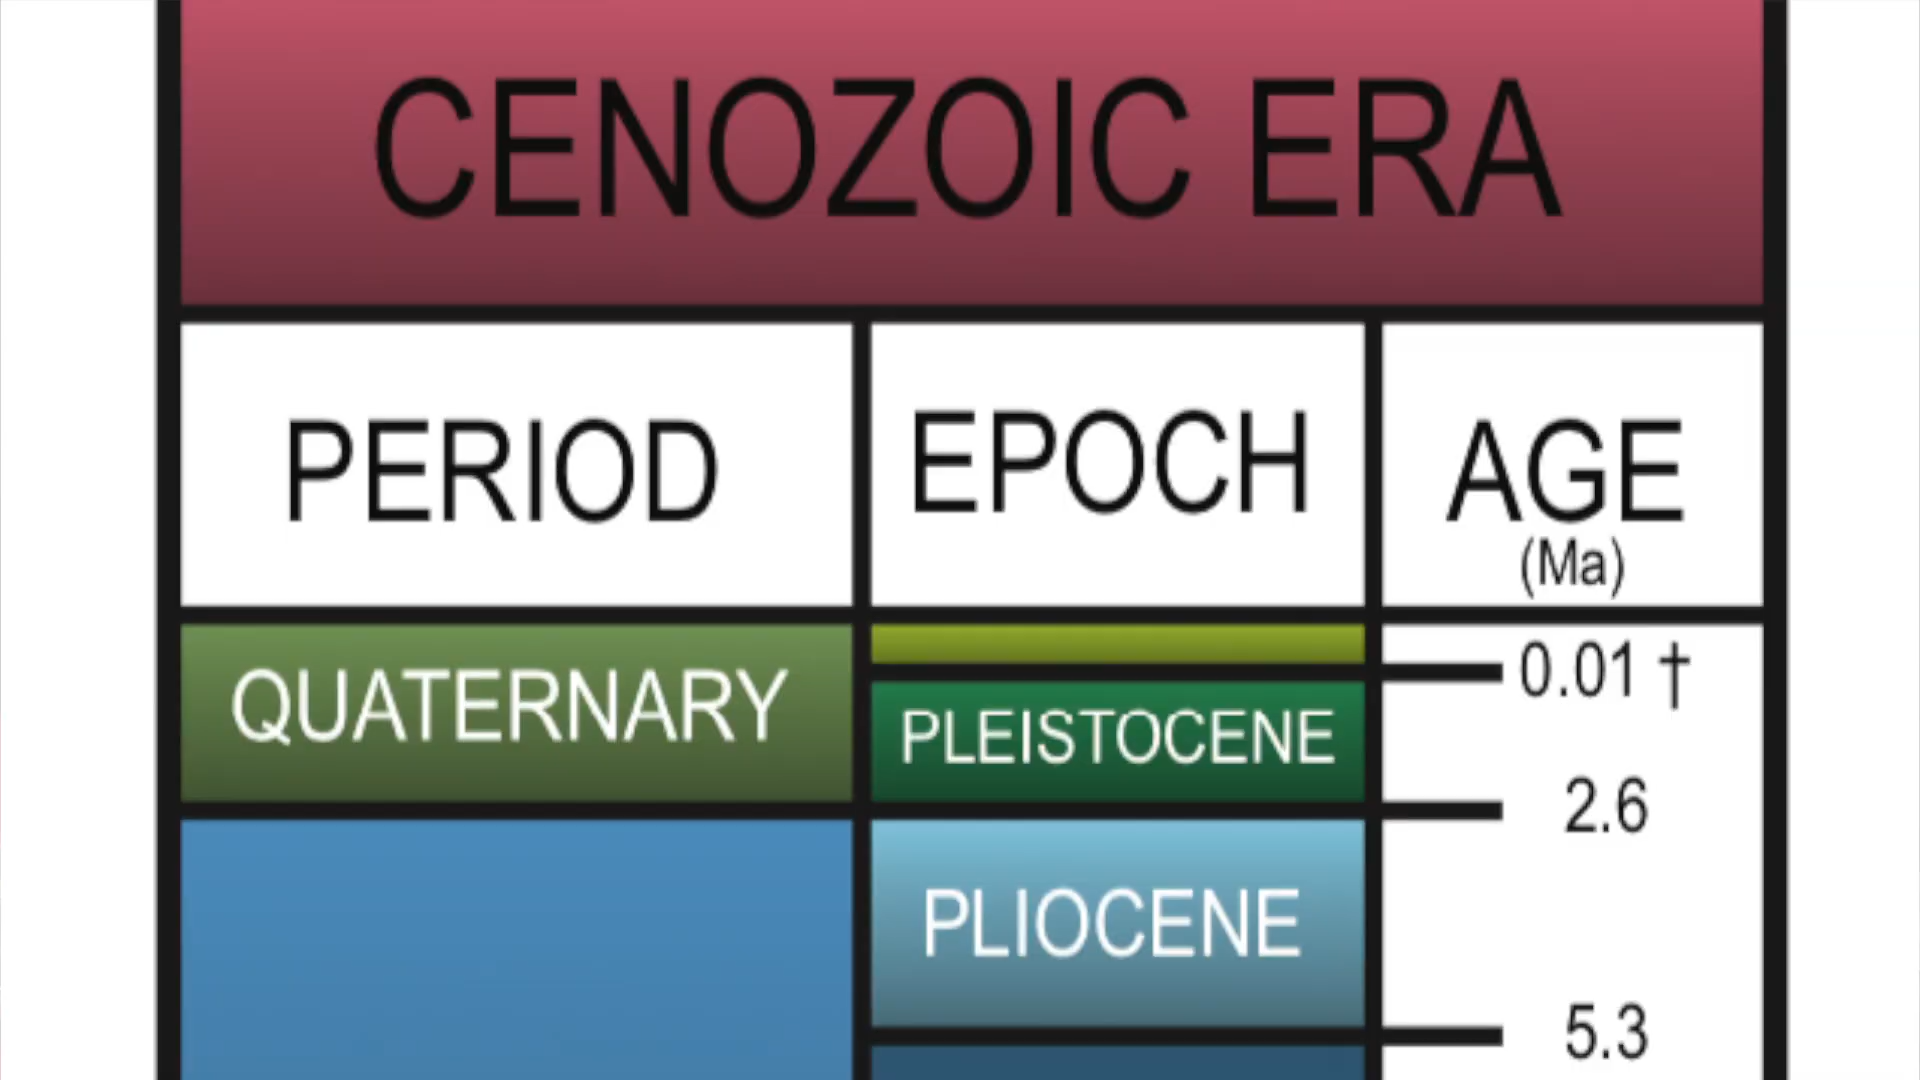 CENOZOIC ERA
PERIOD
EPOCH
AGE
(Ma)
QUATERNARY
PLEISTOCENE
PLIOCENE
0.01 †
2.6
5.3